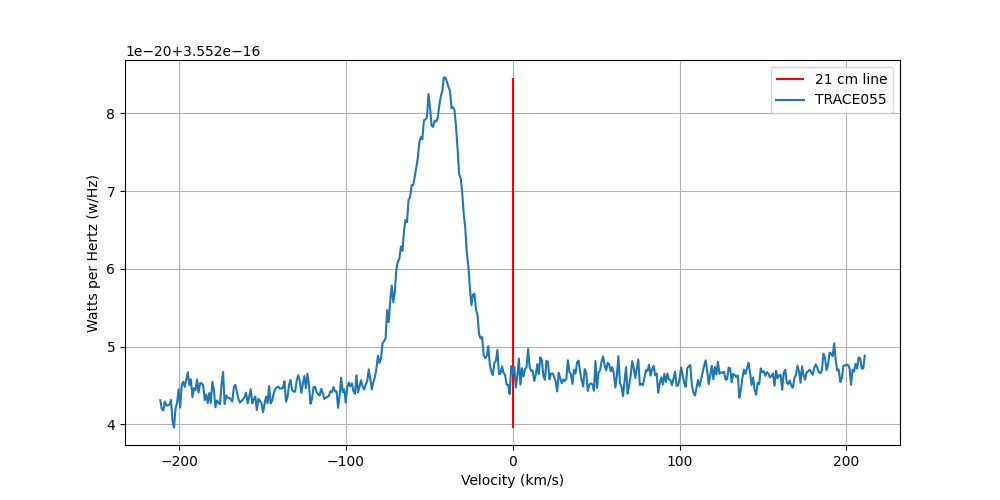 1e−20+3.552e−16
21 cm line
TRACE055
8
7
6
5
4
Watts per Hertz (w/Hz)
−200
−100
0
100
200
Velocity (km/s)